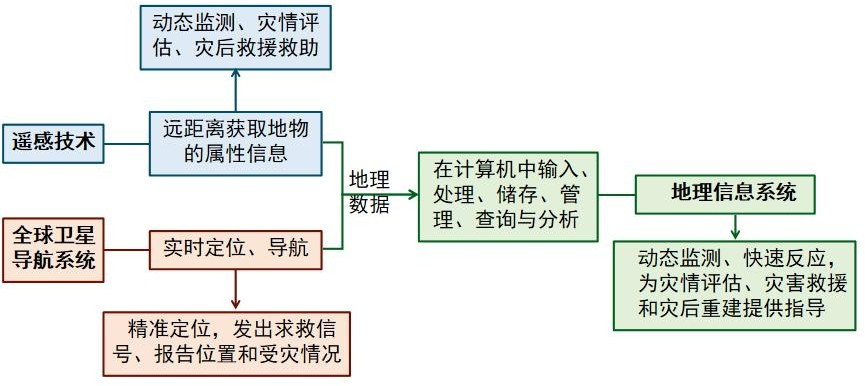 动态监测、灾情评
估、灾后救援救助
遥感技术
远距离获取地物
的属性信息
地理
数据
在计算机中输入、
处理、储存、管
理、查询与分析
地理信息系统
全球卫星
导航系统
实时定位、导航
动态监测、快速反应，
为灾情评估、灾害救援
和灾后重建提供指导
精准定位，发出求救信
号、报告位置和受灾情况